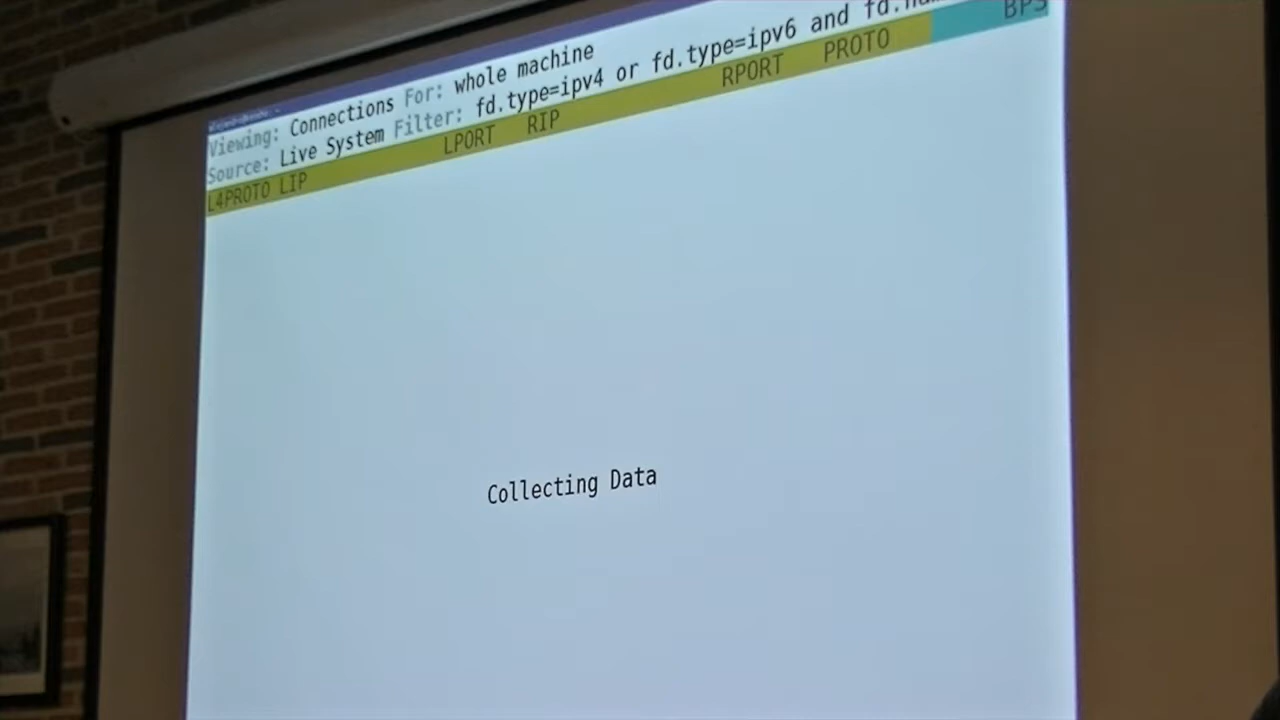 Viewing: Connections For: whole machine
Source: Live System Filter: fd.type=ipv4 or fd.type=ipv6 and
L4PROTO LIP LPORT RIP RPORT PROTO BPS
Collecting Data